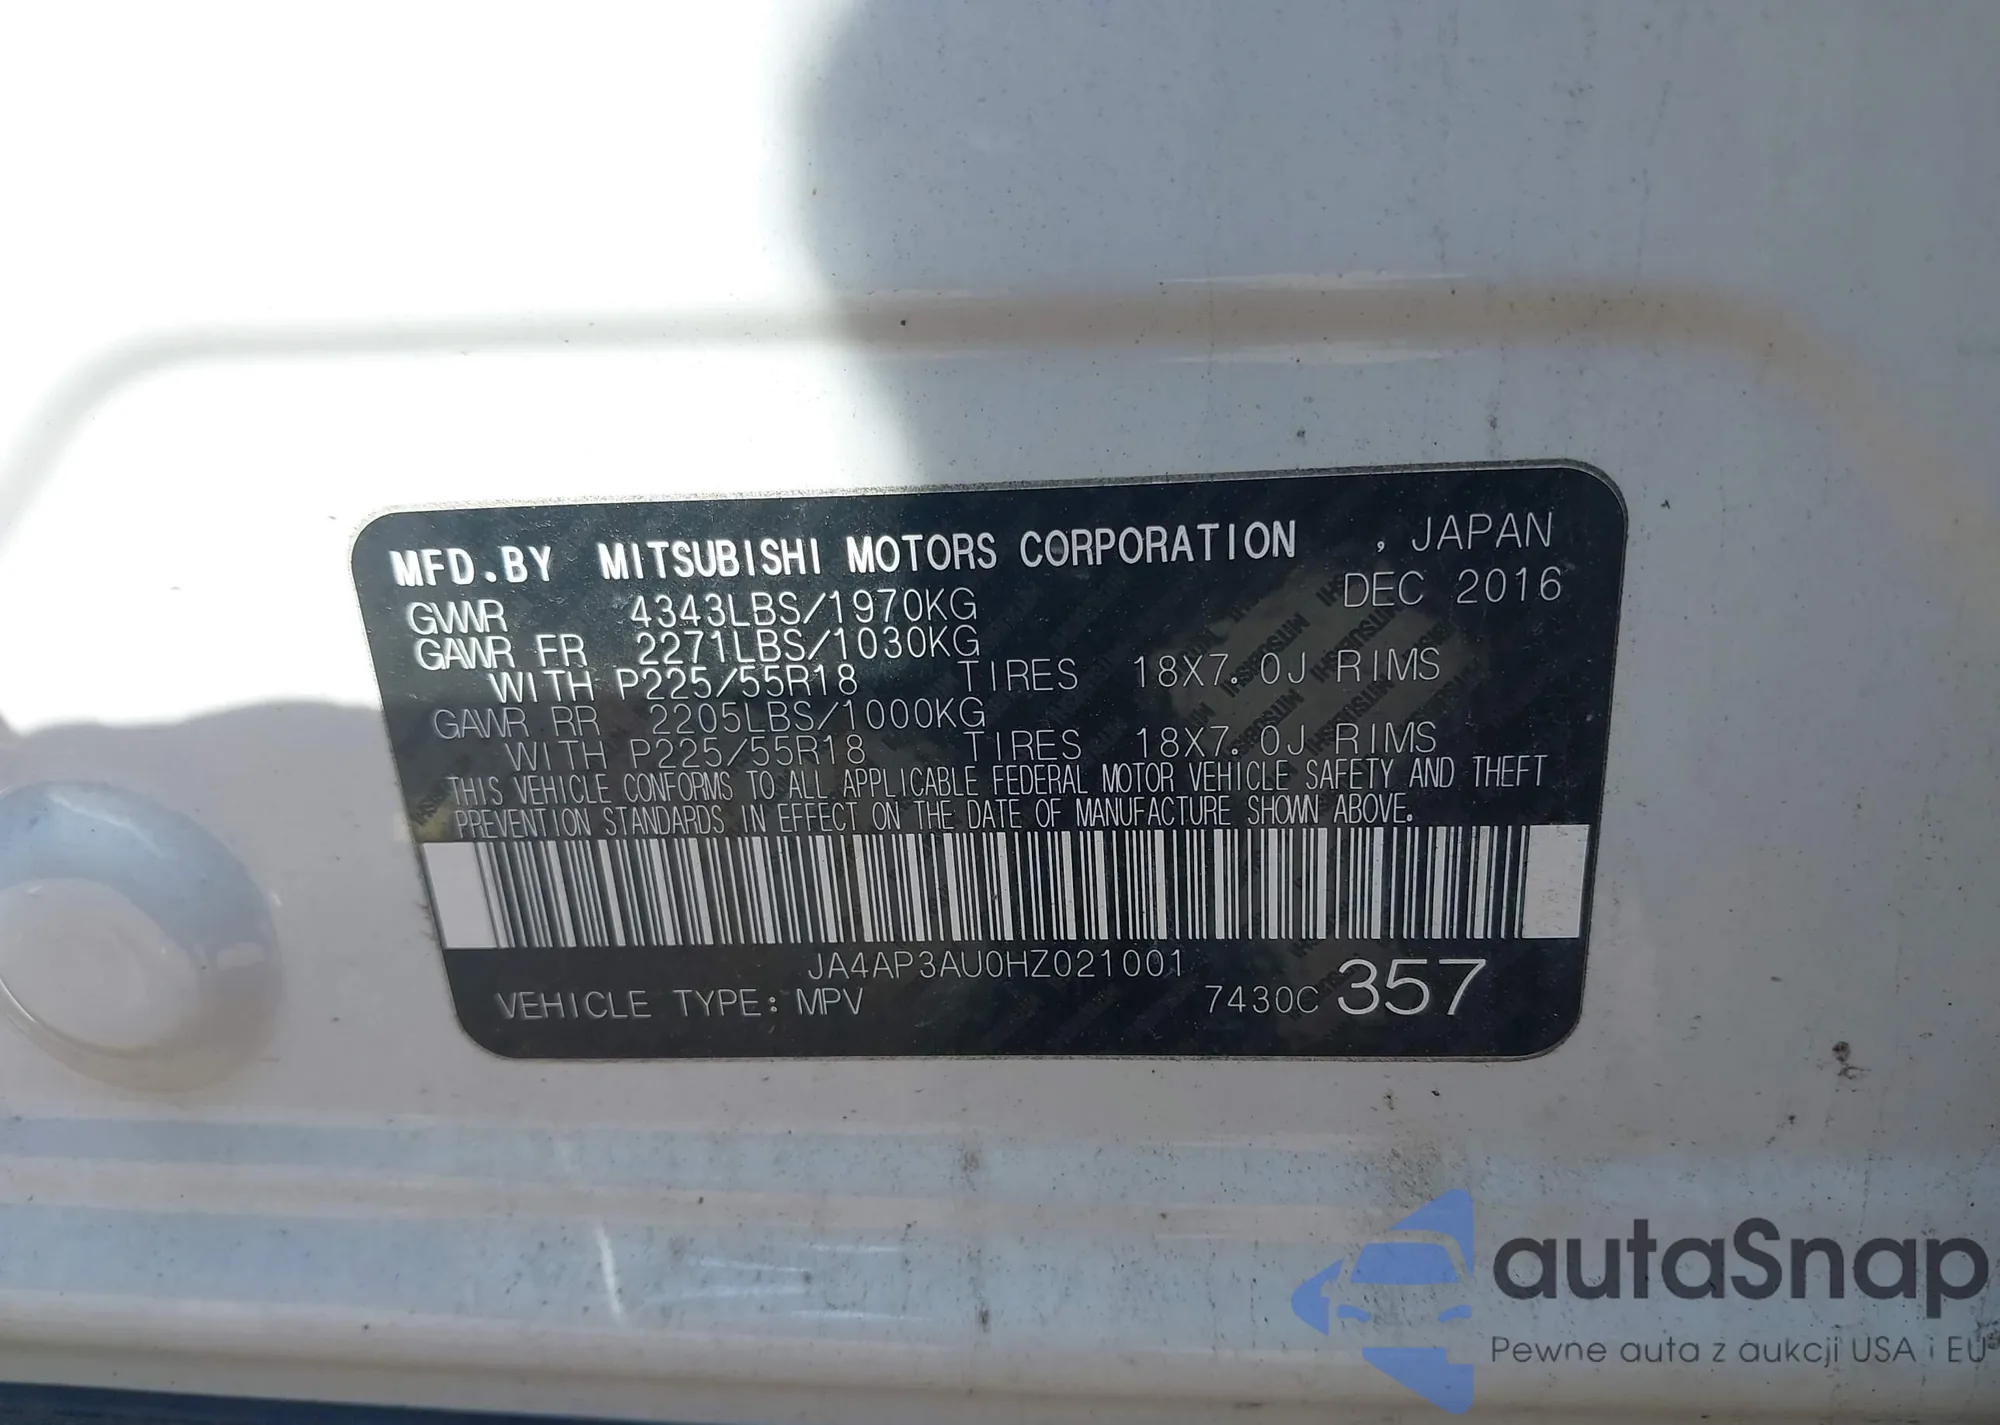 MFD.BY MITSUBISHI MOTORS CORPORATION , JAPAN
GVWR 4343LBS/1970KG DEC 2016
GAWR FR 2271LBS/1030KG
WITH P225/55R18 TIRES 18X7.0J RIMS
GAWR RR 2205LBS/1000KG
WITH P225/55R18 TIRES 18X7.0J RIMS
THIS VEHICLE CONFORMS TO ALL APPLICABLE FEDERAL MOTOR VEHICLE SAFETY AND THEFT
PREVENTION STANDARDS IN EFFECT ON THE DATE OF MANUFACTURE SHOWN ABOVE.
JA4AP3AU0HZ021001
VEHICLE TYPE: MPV 7430C 357
autaSnap
Pewne auta z aukcji USA i EU